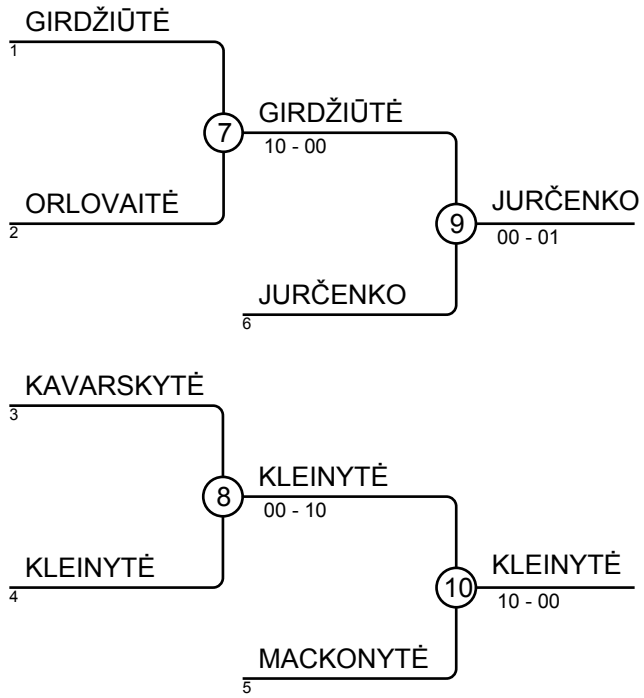 GIRDŽIŪTĖ
1
7
GIRDŽIŪTĖ
10 - 00
ORLOVAITĖ
2
9
JURČENKO
00 - 01
JURČENKO
6
KAVARSKYTĖ
3
8
KLEINYTĖ
00 - 10
KLEINYTĖ
4
10
KLEINYTĖ
10 - 00
MACKONYTĖ
5